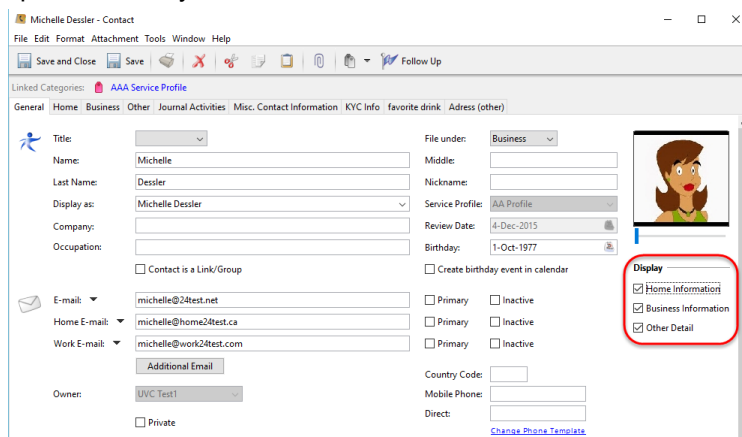 Michelle Dessler - Contact
File Edit Format Attachment Tools Window Help
Save and Close Save Follow Up
Linked Categories: AAA Service Profile
General Home Business Other Journal Activities Misc. Contact Information KYC Info favorite drink Adress (other)
Title: File under: Business
Name: Michelle Middle:
Last Name: Dessler Nickname:
Display as: Michelle Dessler Service Profile: AA Profile
Company: Review Date: 4-Dec-2015
Occupation: Birthday: 1-Oct-1977
Contact is a Link/Group Create birthday event in calendar Display
Home Information
E-mail: michelle@24test.net Primary Inactive
Business Information
Home E-mail: michelle@home24test.ca Primary Inactive
Other Detail
Work E-mail: michelle@work24test.com Primary Inactive
Additional Email
Country Code:
Owner: UVC Test1 Mobile Phone:
Direct:
Private
Change Phone Template